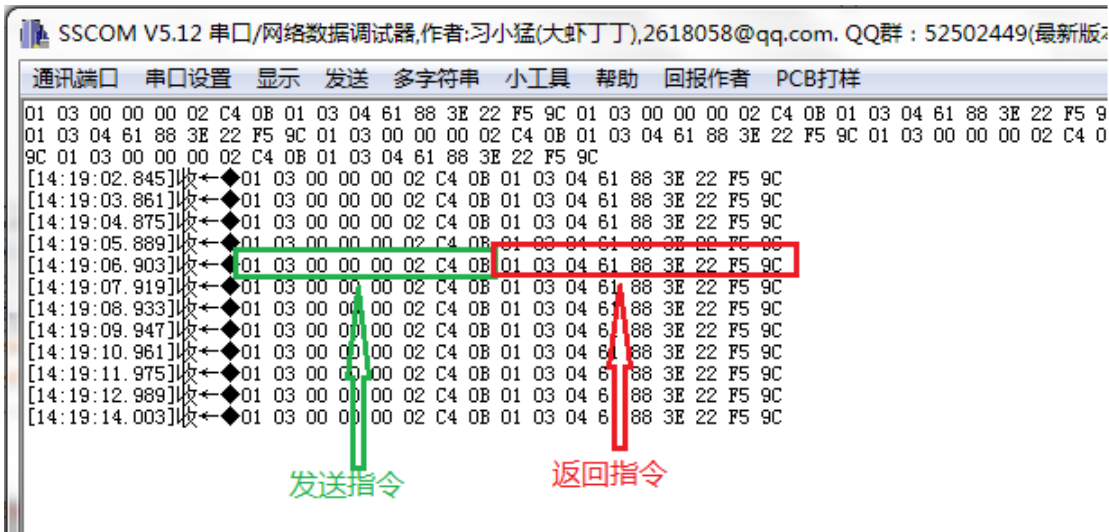 SSCOM V5.12 串口/网络数据调试器,作者:习小猛(大虾丁丁),2618058@qq.com. QQ群：52502449(最新版本
通讯端口 串口设置 显示 发送 多字符串 小工具 帮助 回报作者 PCB打样
01 03 00 00 00 02 C4 0B 01 03 04 61 88 3E 22 F5 9C 01 03 00 00 00 02 C4 0B 01 03 04 61 88 3E 22 F5 9
01 03 04 61 88 3E 22 F5 9C 01 03 00 00 00 02 C4 0B 01 03 04 61 88 3E 22 F5 9C 01 03 00 00 00 02 C4 0
9C 01 03 00 00 00 02 C4 0B 01 03 04 61 88 3E 22 F5 9C
[14:19:02.845]收←◆01 03 00 00 00 02 C4 0B 01 03 04 61 88 3E 22 F5 9C
[14:19:03.861]收←◆01 03 00 00 00 02 C4 0B 01 03 04 61 88 3E 22 F5 9C
[14:19:04.875]收←◆01 03 00 00 00 02 C4 0B 01 03 04 61 88 3E 22 F5 9C
[14:19:05.889]收←◆01 03 00 00 00 02 C4 0B 01 03 04 61 88 3E 22 F5 9C
[14:19:06.903]收←◆01 03 00 00 00 02 C4 0B 01 03 04 61 88 3E 22 F5 9C
[14:19:07.919]收←◆01 03 00 00 00 02 C4 0B 01 03 04 61 88 3E 22 F5 9C
[14:19:08.933]收←◆01 03 00 00 00 02 C4 0B 01 03 04 61 88 3E 22 F5 9C
[14:19:09.947]收←◆01 03 00 00 00 02 C4 0B 01 03 04 61 88 3E 22 F5 9C
[14:19:10.961]收←◆01 03 00 00 00 02 C4 0B 01 03 04 61 88 3E 22 F5 9C
[14:19:11.975]收←◆01 03 00 00 00 02 C4 0B 01 03 04 61 88 3E 22 F5 9C
[14:19:12.989]收←◆01 03 00 00 00 02 C4 0B 01 03 04 61 88 3E 22 F5 9C
[14:19:14.003]收←◆01 03 00 00 00 02 C4 0B 01 03 04 61 88 3E 22 F5 9C
发送指令
返回指令